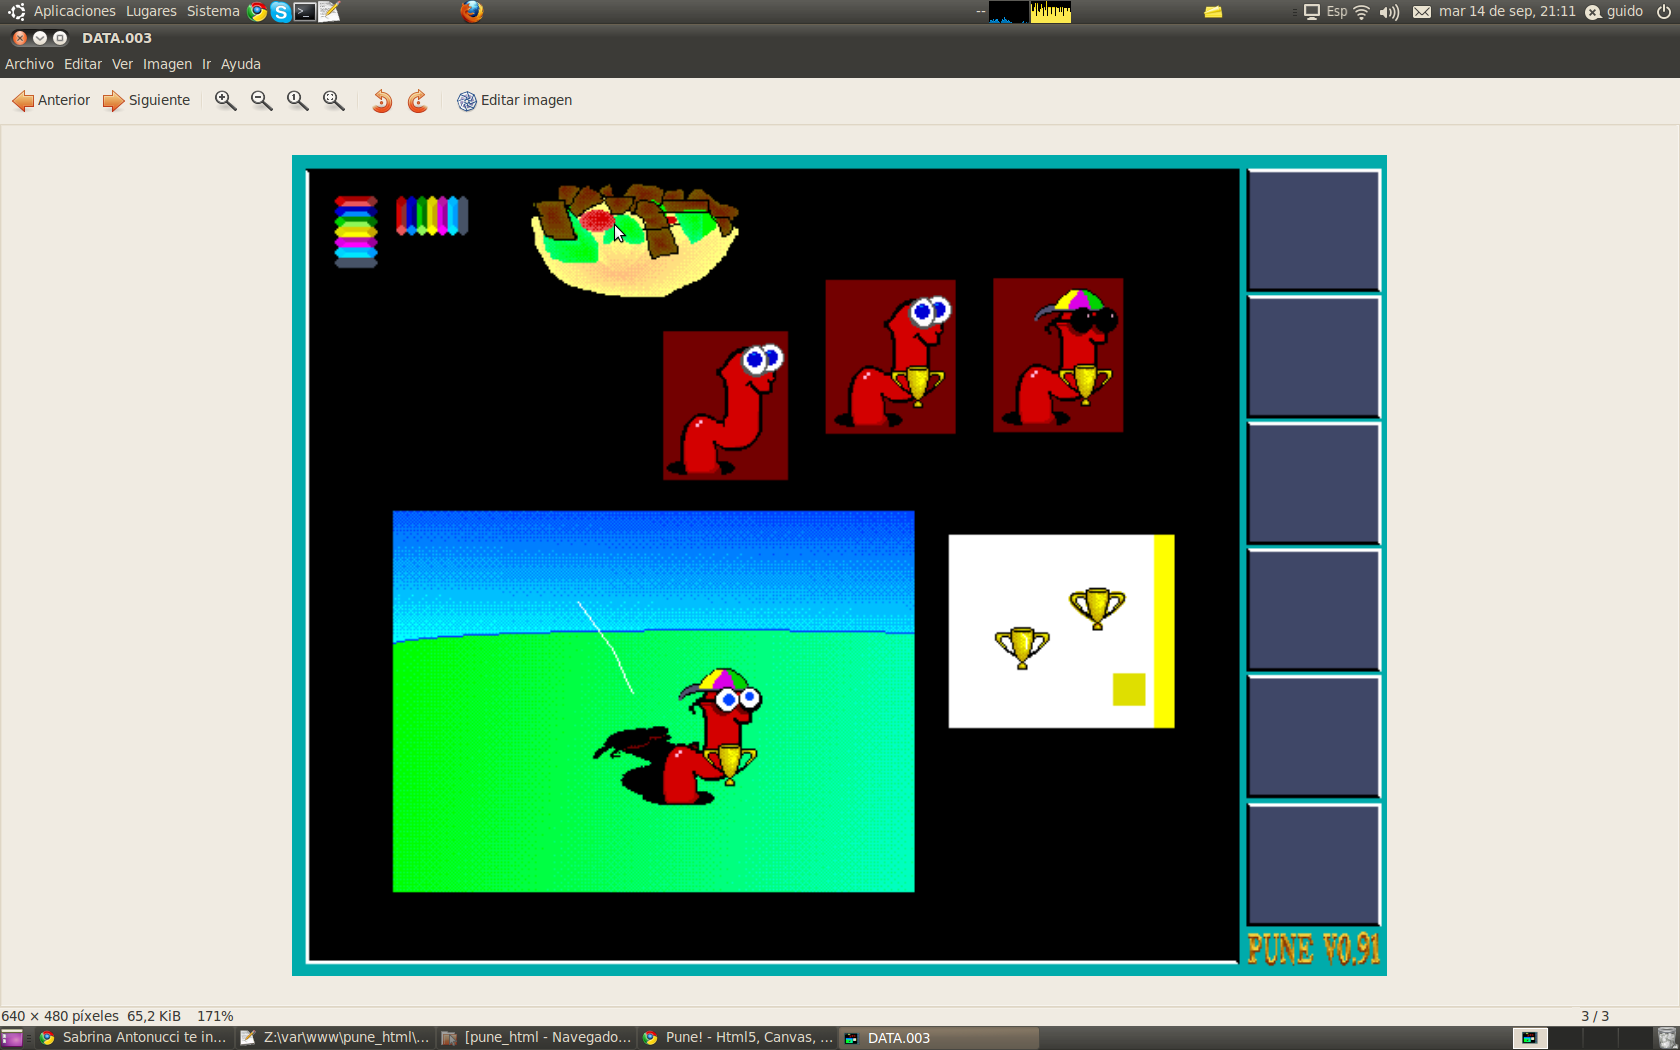 Aplicaciones Lugares Sistema
-- Esp mar 14 de sep, 21:11 guido
DATA.003
Archivo Editar Ver Imagen Ir Ayuda
Anterior Siguiente 1 Editar imagen
PUNE V0.91
640 × 480 píxeles 65,2 KiB 171% 3 / 3
Sabrina Antonucci te in... Z:\var\www\pune_html\... [pune_html - Navegado... Pune! - Html5, Canvas, ... DATA.003